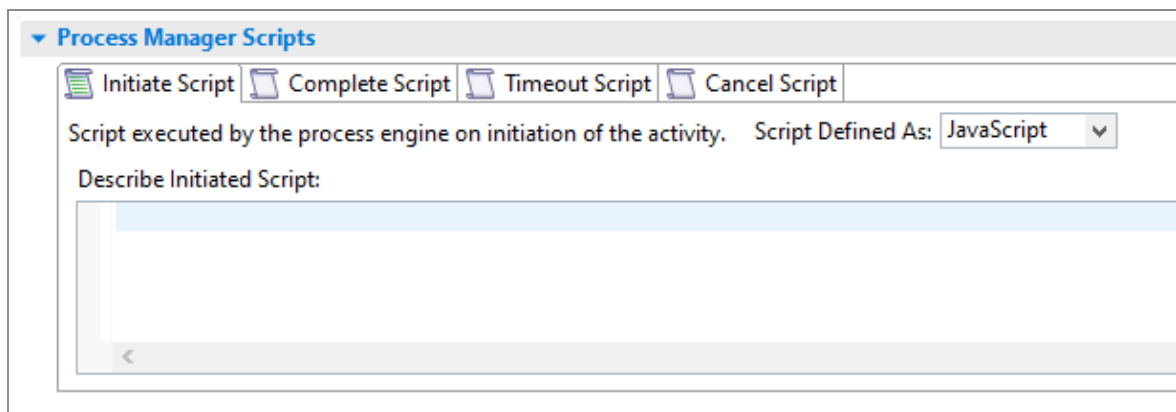 Process Manager Scripts
Initiate Script Complete Script Timeout Script Cancel Script
Script executed by the process engine on initiation of the activity. Script Defined As: JavaScript
Describe Initiated Script: